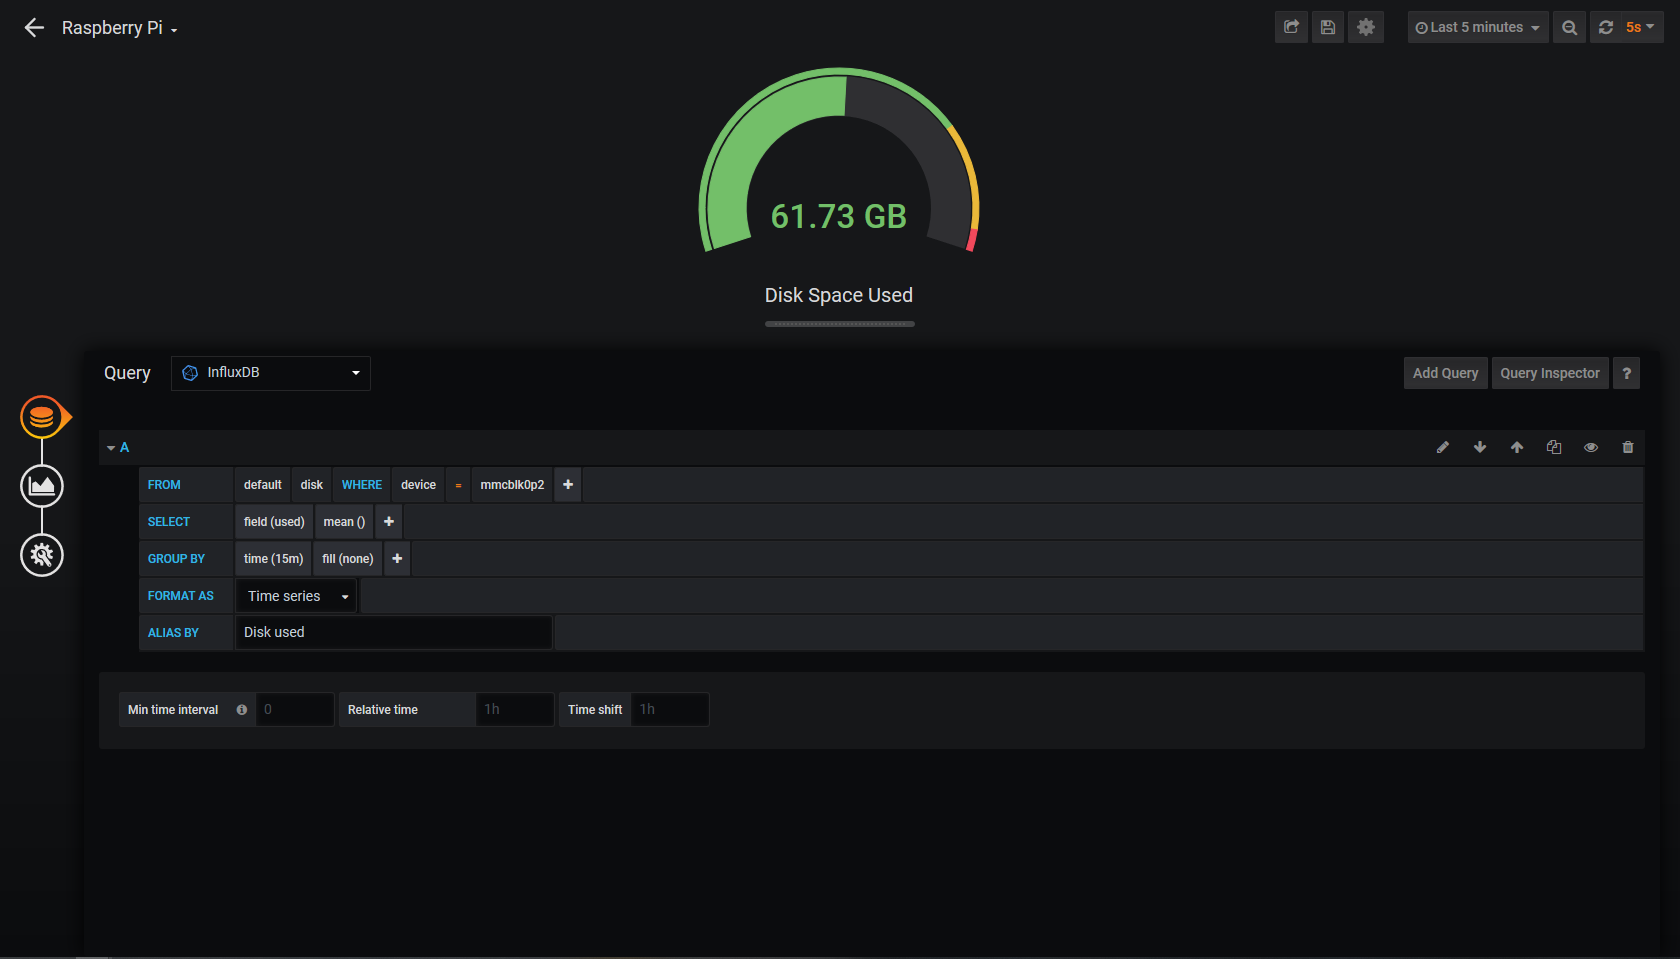 Raspberry Pi
Last 5 minutes
5s
61.73 GB
Disk Space Used
Query InfluxDB Add Query Query Inspector ?
A
FROM default disk WHERE device = mmcblk0p2 +
SELECT field (used) mean () +
GROUP BY time (15m) fill (none) +
FORMAT AS Time series
ALIAS BY Disk used
Min time interval 0 Relative time 1h Time shift 1h